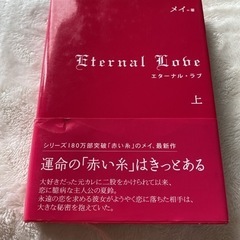 メイ=著
Eternal Love
エターナル・ラブ
上
シリーズ180万部突破「赤い糸」のメイ、最新作
運命の「赤い糸」はきっとある
大好きだった元カレに二股をかけられて以来、
恋に臆病な主人公の夏鈴。
永遠の恋を求める彼女がようやく恋に落ちた相手は、
大きな秘密を抱えていた。